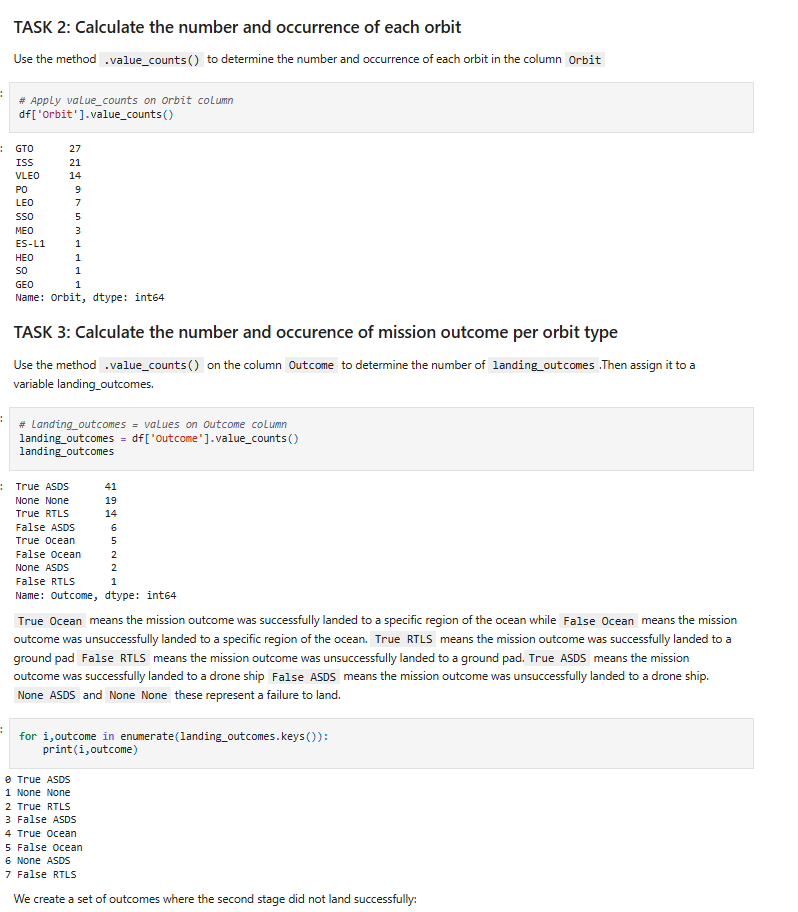 TASK 2: Calculate the number and occurrence of each orbit
Use the method .value_counts() to determine the number and occurrence of each orbit in the column Orbit
:
# Apply value_counts on Orbit column
df['Orbit'].value_counts()
:
GTO 27
ISS 21
VLEO 14
PO 9
LEO 7
SSO 5
MEO 3
ES-L1 1
HEO 1
SO 1
GEO 1
Name: Orbit, dtype: int64
TASK 3: Calculate the number and occurence of mission outcome per orbit type
Use the method .value_counts() on the column Outcome to determine the number of landing_outcomes .Then assign it to a
variable landing_outcomes.
:
# landing_outcomes = values on Outcome column
landing_outcomes = df['Outcome'].value_counts()
landing_outcomes
:
True ASDS 41
None None 19
True RTLS 14
False ASDS 6
True Ocean 5
False Ocean 2
None ASDS 2
False RTLS 1
Name: Outcome, dtype: int64
True Ocean means the mission outcome was successfully landed to a specific region of the ocean while False Ocean means the mission
outcome was unsuccessfully landed to a specific region of the ocean. True RTLS means the mission outcome was successfully landed to a
ground pad False RTLS means the mission outcome was unsuccessfully landed to a ground pad. True ASDS means the mission
outcome was successfully landed to a drone ship False ASDS means the mission outcome was unsuccessfully landed to a drone ship.
None ASDS and None None these represent a failure to land.
:
for i,outcome in enumerate(landing_outcomes.keys()):
print(i,outcome)
0 True ASDS
1 None None
2 True RTLS
3 False ASDS
4 True Ocean
5 False Ocean
6 None ASDS
7 False RTLS
We create a set of outcomes where the second stage did not land successfully: